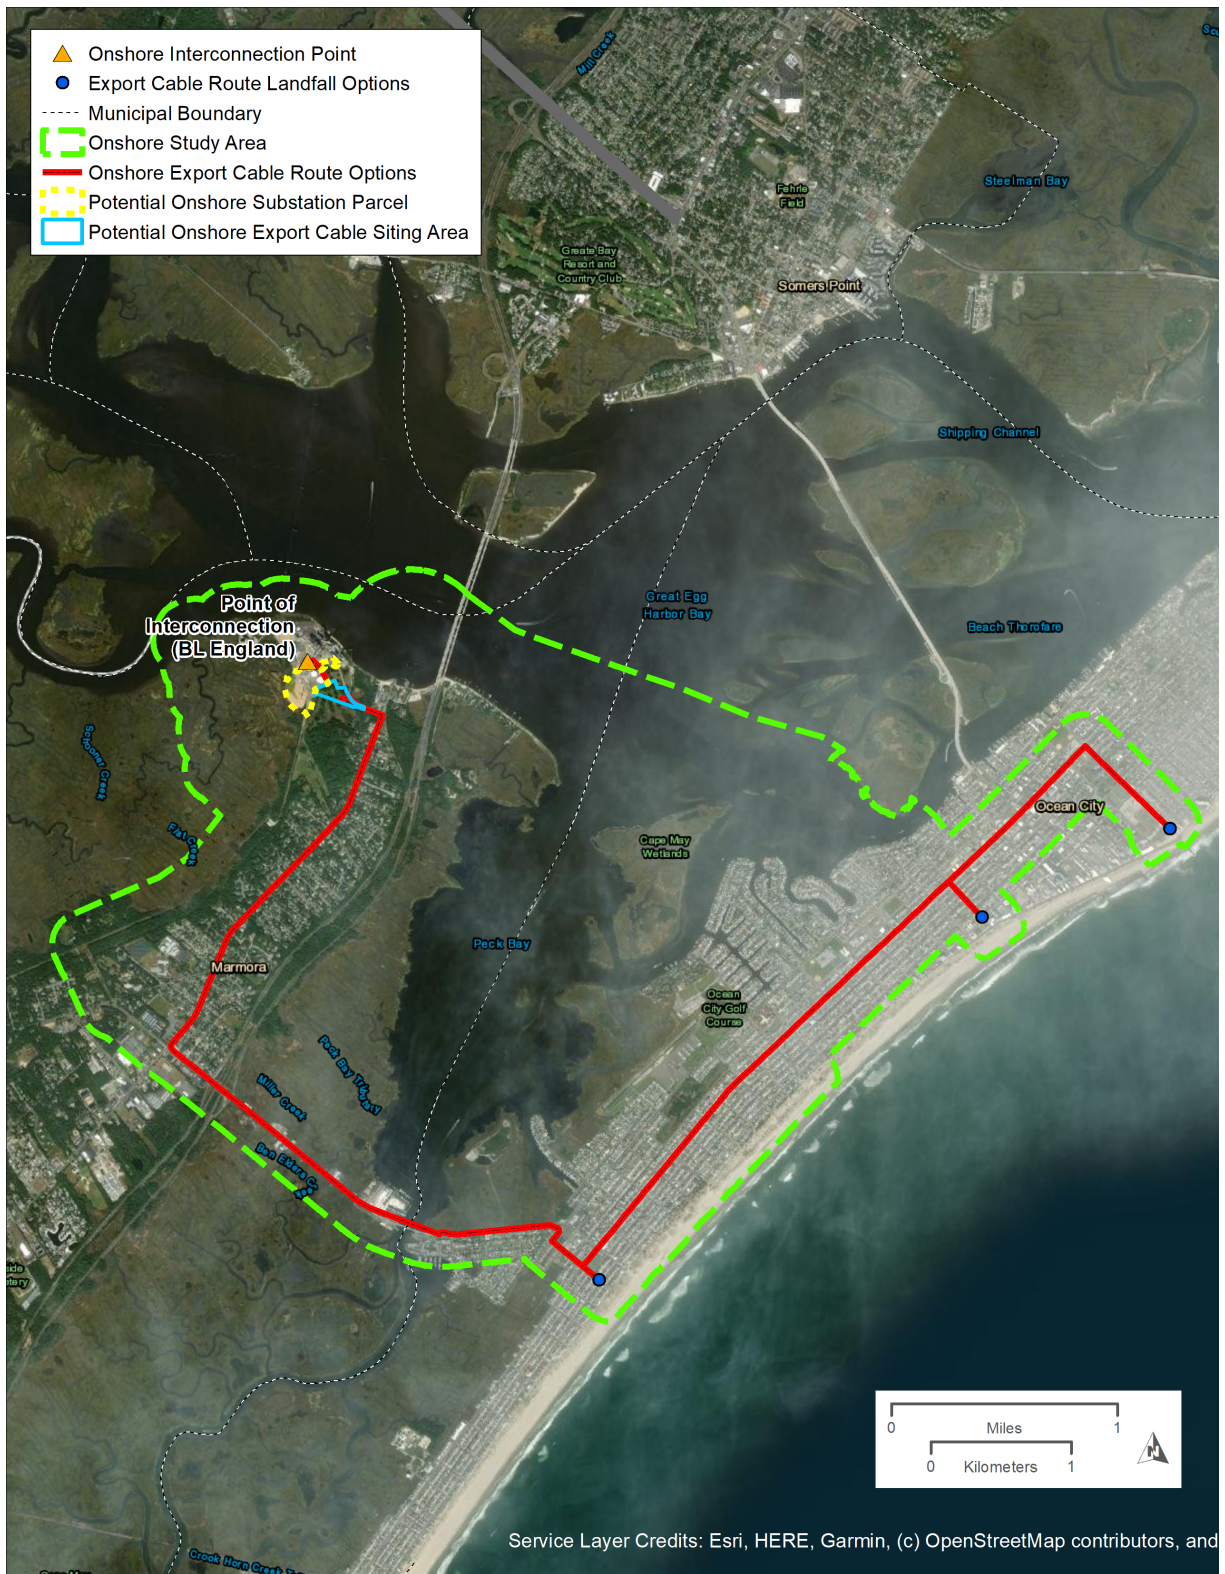 Onshore Interconnection Point
Export Cable Route Landfall Options
Municipal Boundary
Onshore Study Area
Onshore Export Cable Route Options
Potential Onshore Substation Parcel
Potential Onshore Export Cable Siting Area
Mill Creek
Steelman Bay
Fehrle
Field
Greate Bay
Resort and
Country Club
Somers Point
Shipping Channel
Great Egg
Harbor Bay
Beach Thorofare
Point of
Interconnection
(BL England)
Schooner Creek
Flat Creek
Ocean City
Cape May
Wetlands
Peck Bay
Marmora
Ocean
City Golf
Course
Peck Bay Tributary
Miller Creek
Ben Elders C
0
Miles
1
0
Kilometers
1
N
Service Layer Credits: Esri, HERE, Garmin, (c) OpenStreetMap contributors, and
Crook Horn Creek